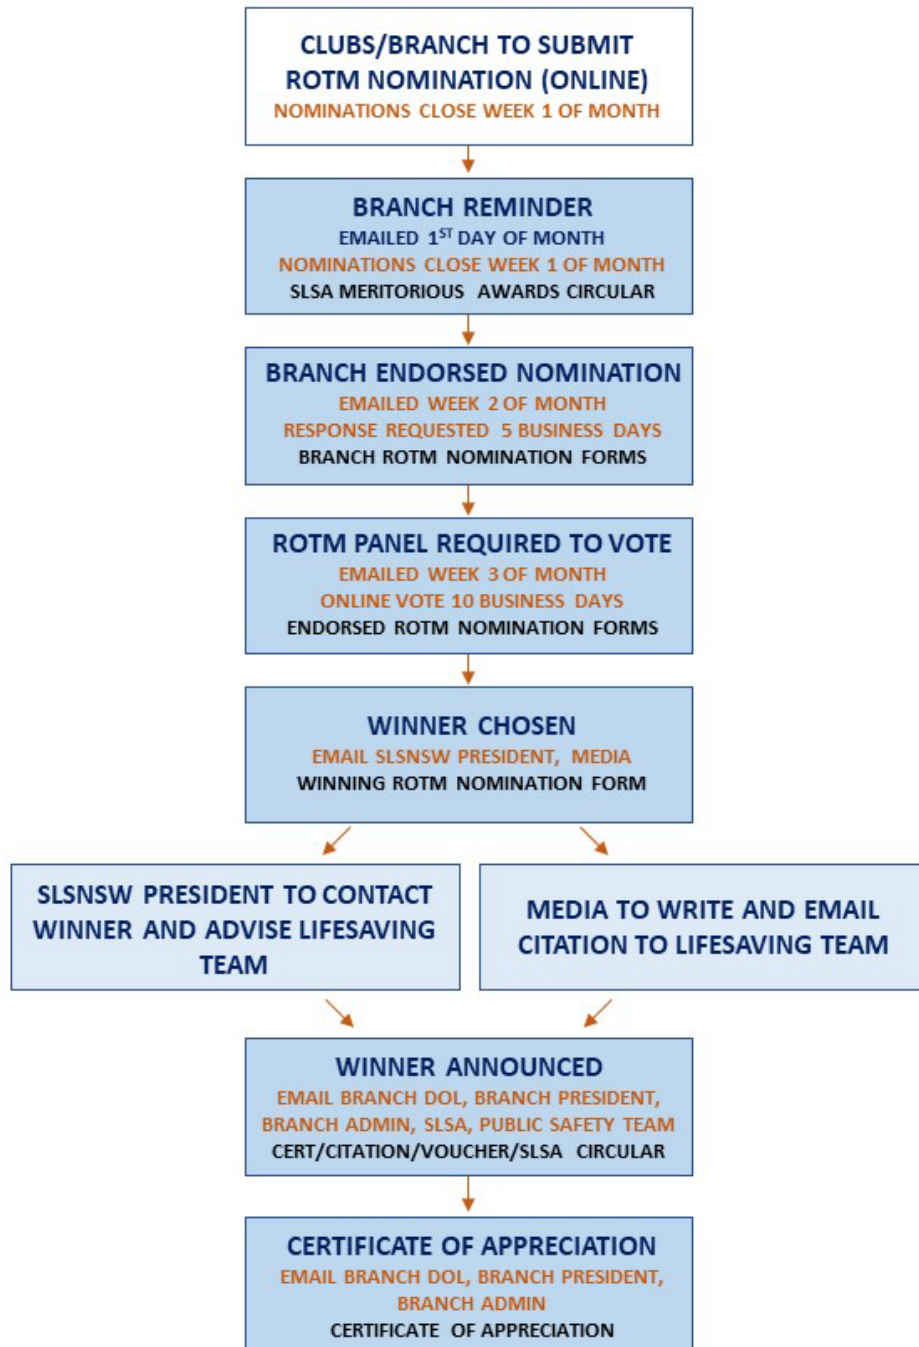 CLUBS/BRANCH TO SUBMIT
ROTM NOMINATION (ONLINE)
NOMINATIONS CLOSE WEEK 1 OF MONTH
BRANCH REMINDER
EMAILED 1ST DAY OF MONTH
NOMINATIONS CLOSE WEEK 1 OF MONTH
SLSA MERITORIOUS AWARDS CIRCULAR
BRANCH ENDORSED NOMINATION
EMAILED WEEK 2 OF MONTH
RESPONSE REQUESTED 5 BUSINESS DAYS
BRANCH ROTM NOMINATION FORMS
ROTM PANEL REQUIRED TO VOTE
EMAILED WEEK 3 OF MONTH
ONLINE VOTE 10 BUSINESS DAYS
ENDORSED ROTM NOMINATION FORMS
WINNER CHOSEN
EMAIL SLSNSW PRESIDENT, MEDIA
WINNING ROTM NOMINATION FORM
SLSNSW PRESIDENT TO CONTACT
WINNER AND ADVISE LIFESAVING
TEAM
MEDIA TO WRITE AND EMAIL
CITATION TO LIFESAVING TEAM
WINNER ANNOUNCED
EMAIL BRANCH DOL, BRANCH PRESIDENT,
BRANCH ADMIN, SLSA, PUBLIC SAFETY TEAM
CERT/CITATION/VOUCHER/SLSA CIRCULAR
CERTIFICATE OF APPRECIATION
EMAIL BRANCH DOL, BRANCH PRESIDENT,
BRANCH ADMIN
CERTIFICATE OF APPRECIATION